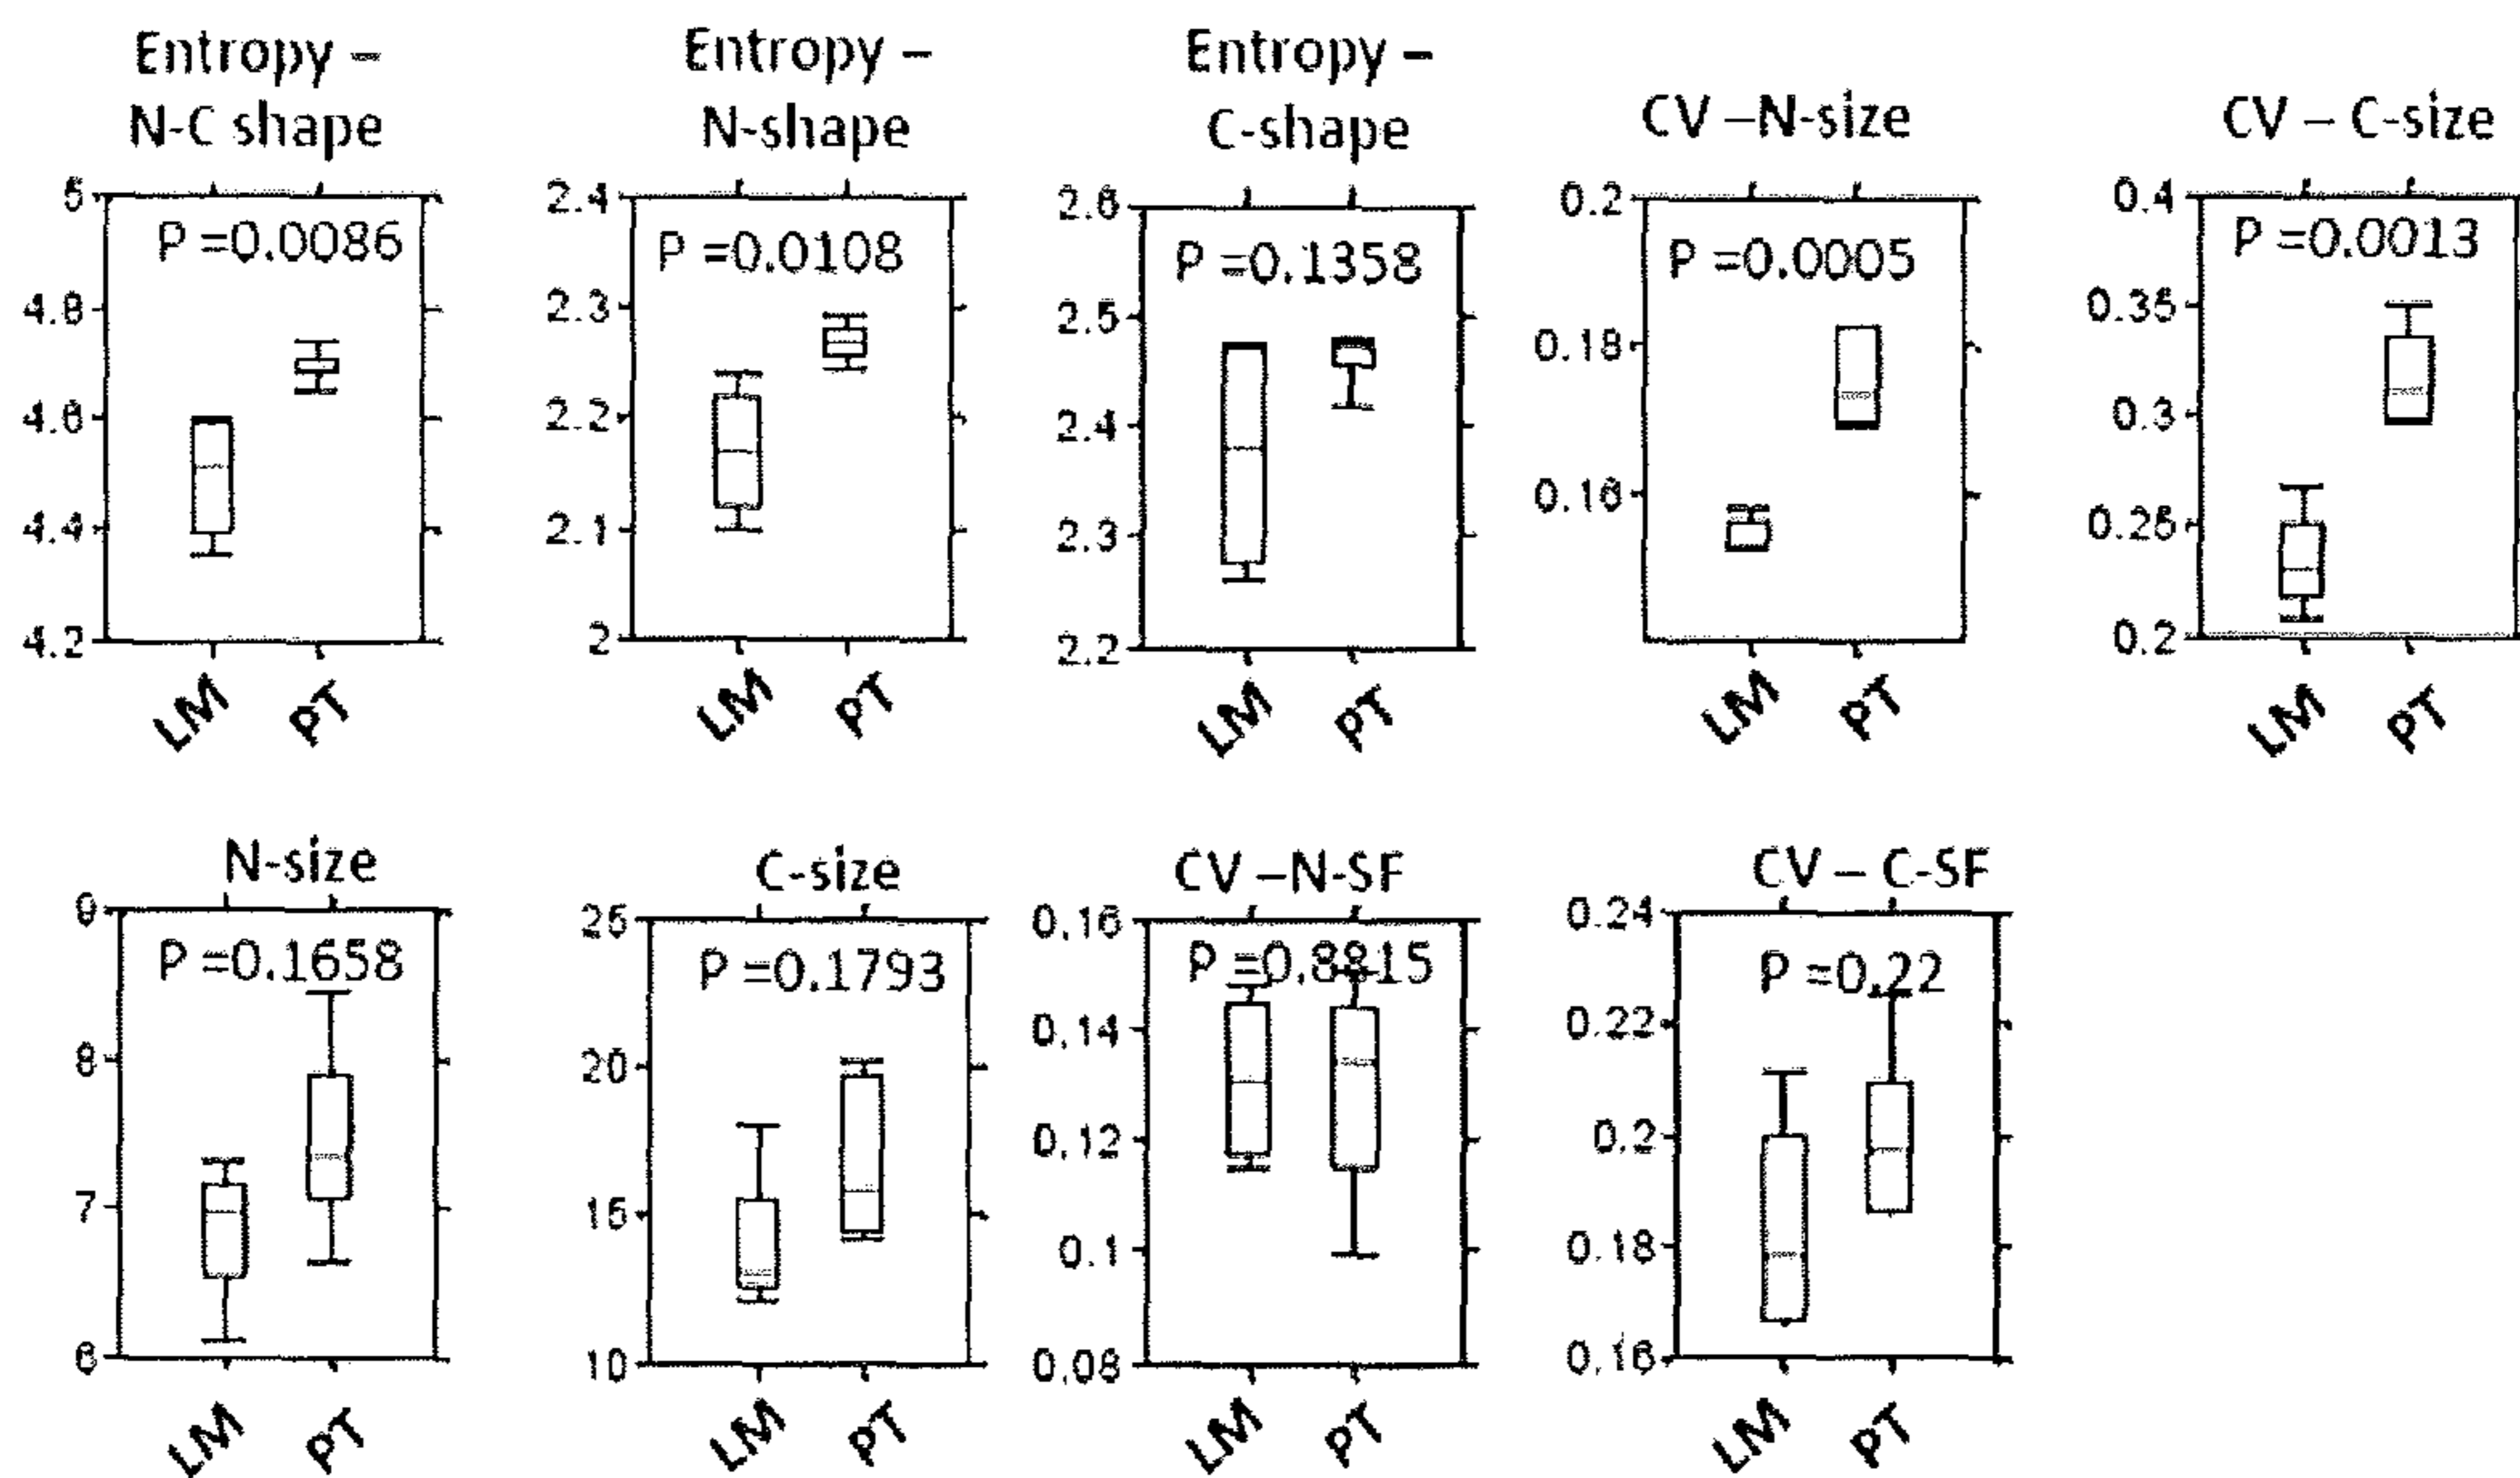 Entropy –
N-C shape
Entropy –
N-shape
Entropy –
C-shape
CV –N-size
CV – C-size
5
4.8
4.6
4.4
4.2
P =0.0086
LM
PT
2.4
2.3
2.2
2.1
2
P =0.0108
LM
PT
2.6
2.5
2.4
2.3
2.2
P =0.1358
LM
PT
0.2
0.18
0.16
P =0.0005
LM
PT
0.4
0.35
0.3
0.25
0.2
P =0.0013
LM
PT
N-size
9
8
7
6
P =0.1658
LM
PT
C-size
25
20
15
10
P =0.1793
LM
PT
CV –N-SF
0.16
0.14
0.12
0.1
0.08
P =0.8815
LM
PT
CV – C-SF
0.24
0.22
0.2
0.18
0.16
P =0.22
LM
PT